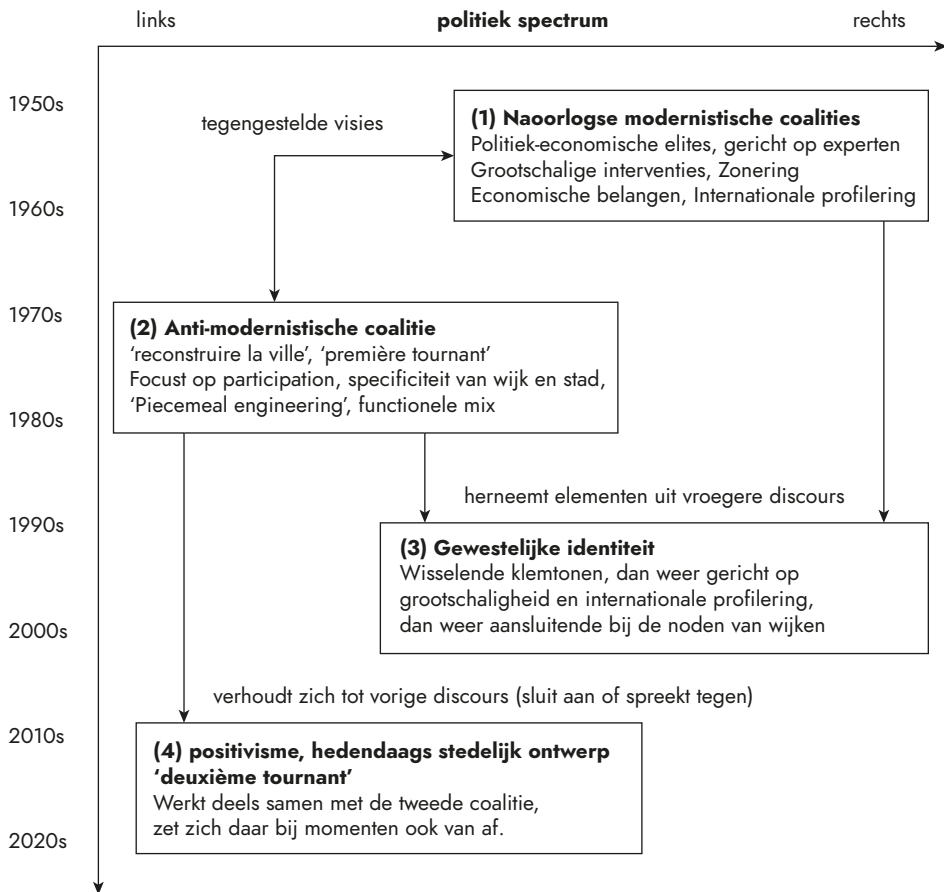 links
politiek spectrum
rechts
1950s
(1) Naoorlogse modernistische coalities
Politiek-economische elites, gericht op experten
Grootschalige interventies, Zonering
Economische belangen, Internationale profilering
tegengestelde visies
1960s
1970s
(2) Anti-modernistische coalitie
‘reconstruire la ville’, ‘première tournant’
Focust op participation, specificiteit van wijk en stad,
‘Piecemeal engineering’, functionele mix
1980s
herneemt elementen uit vroegere discours
1990s
(3) Gewestelijke identiteit
Wisselende klemtonen, dan weer gericht op
grootschaligheid en internationale profilering,
dan weer aansluitende bij de noden van wijken
2000s
verhoudt zich tot vorige discours (sluit aan of spreekt tegen)
2010s
(4) positivisme, hedendaags stedelijk ontwerp
‘deuxième tournant’
Werkt deels samen met de tweede coalitie,
zet zich daar bij momenten ook van af.
2020s